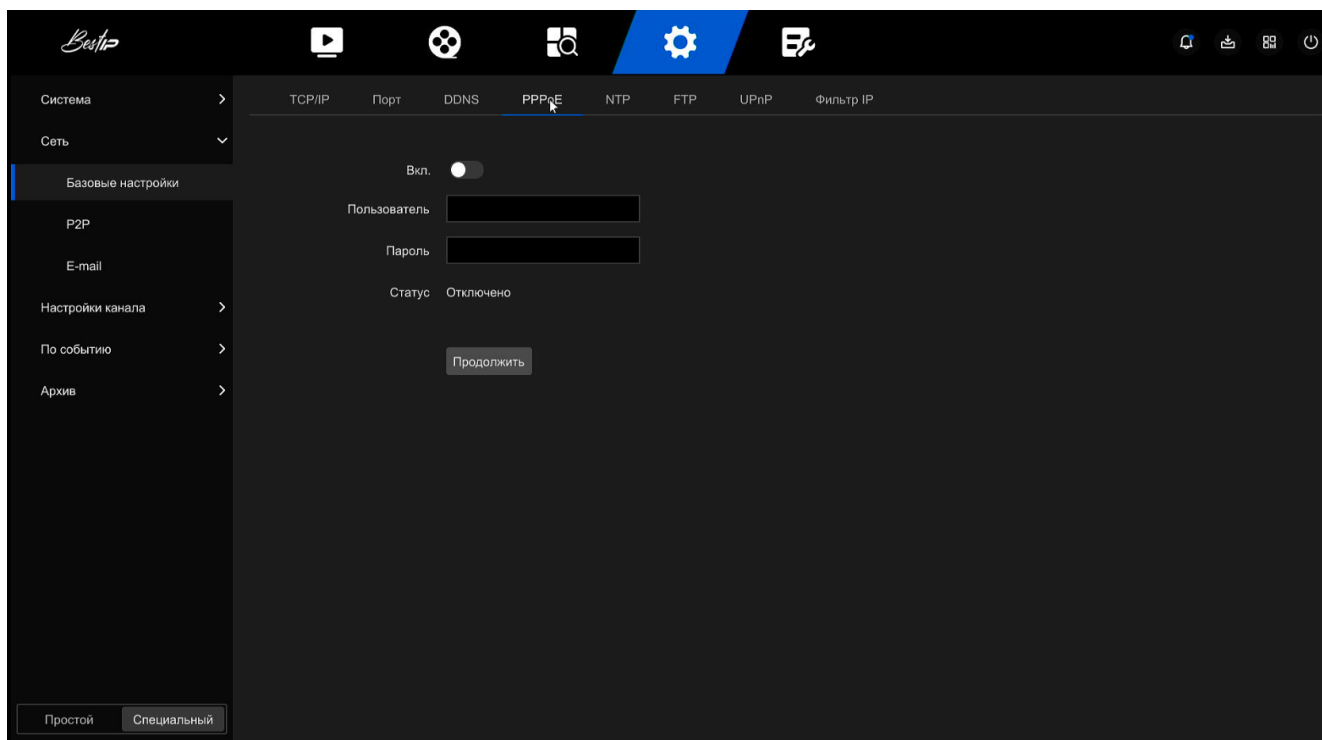 BestIP
Система
Сеть
Базовые настройки
P2P
E-mail
Настройки канала
По событию
Архив
Простой Специальный
TCP/IP Порт DDNS PPPoE NTP FTP UPnP Фильтр IP
Вкл.
Пользователь
Пароль
Статус Отключено
Продолжить